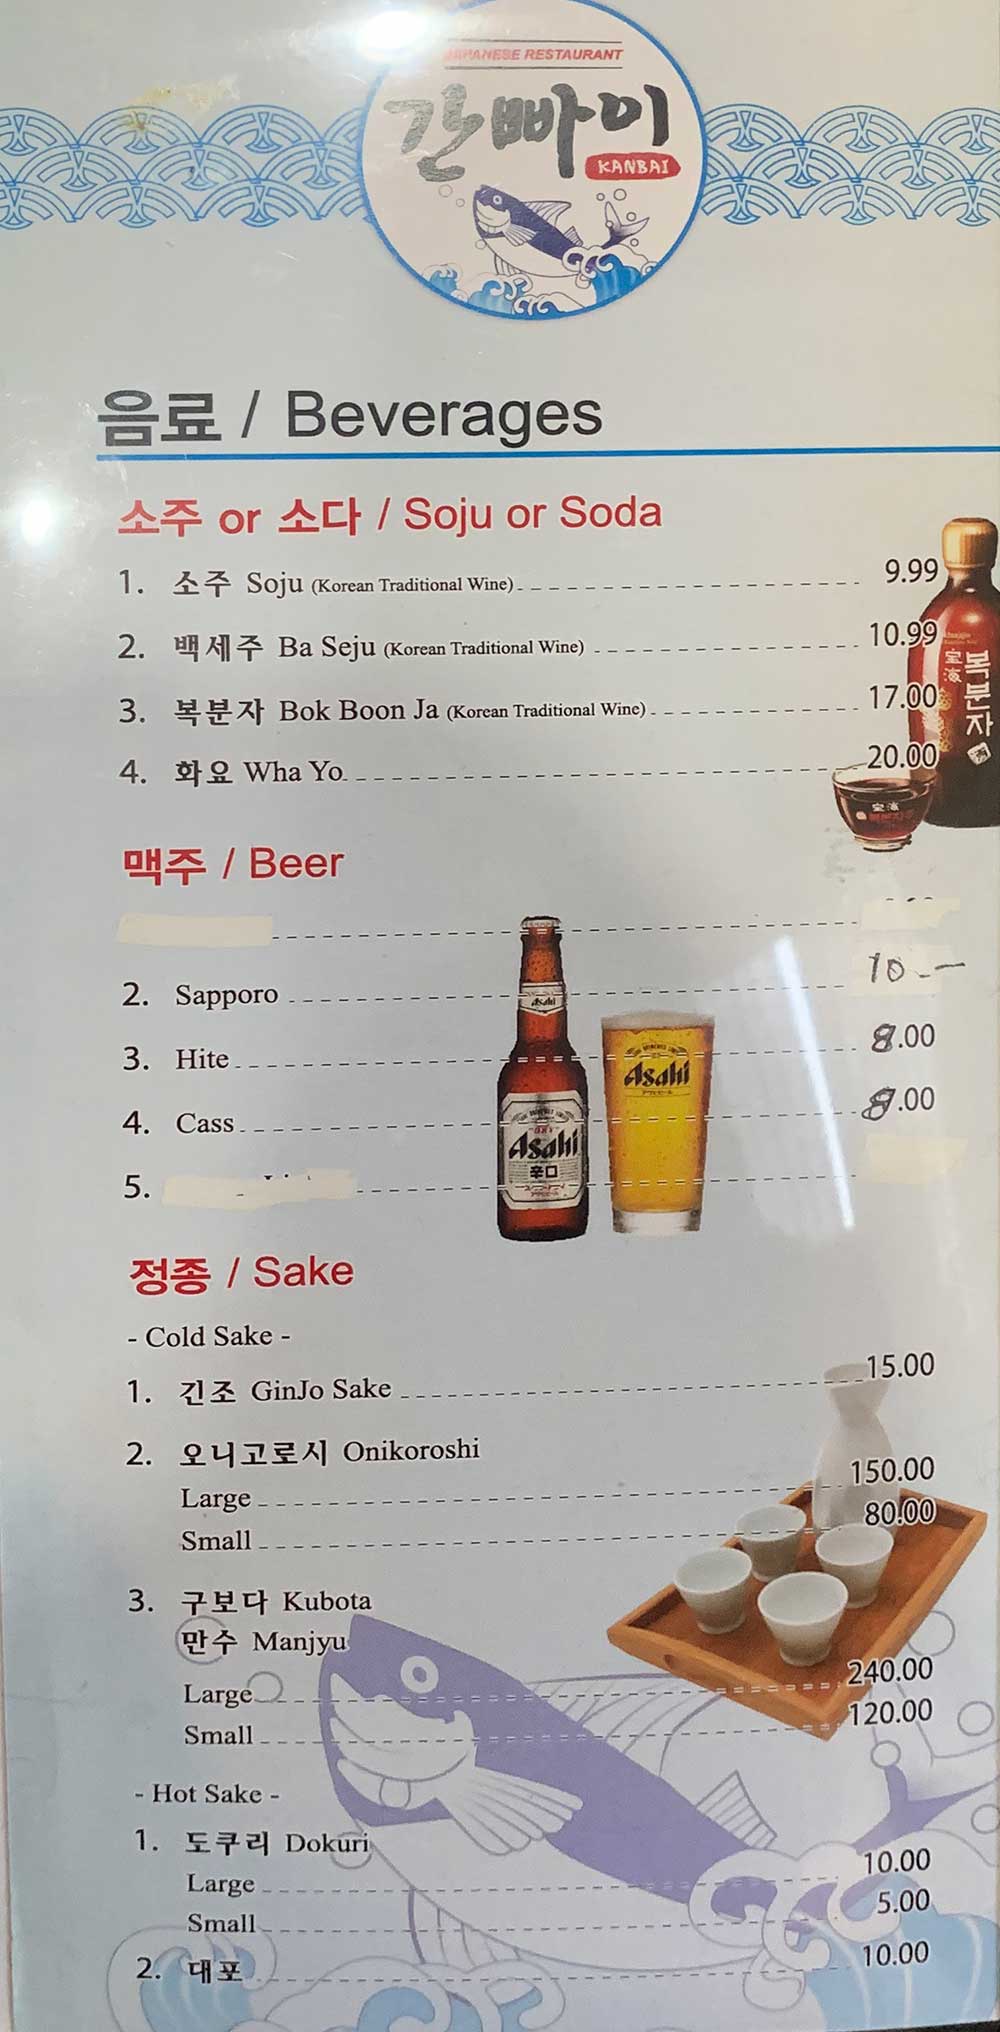 JAPANESE RESTAURANT
간빠이
KANBAI
음료 / Beverages
소주 or 소다 / Soju or Soda
1. 소주 Soju (Korean Traditional Wine) 9.99
2. 백세주 Ba Seju (Korean Traditional Wine) 10.99
3. 복분자 Bok Boon Ja (Korean Traditional Wine) 17.00
4. 화요 Wha Yo 20.00
복분자
맥주 / Beer
2. Sapporo 10.-
3. Hite 8.00
4. Cass 8.00
5.
Asahi
Asahi
辛口
Asahi
정종 / Sake
- Cold Sake -
1. 긴조 GinJo Sake 15.00
2. 오니고로시 Onikoroshi
Large 150.00
Small 80.00
3. 구보다 Kubota
만수 Manjyu
Large 240.00
Small 120.00
- Hot Sake -
1. 도쿠리 Dokuri
Large 10.00
Small 5.00
2. 대포 10.00